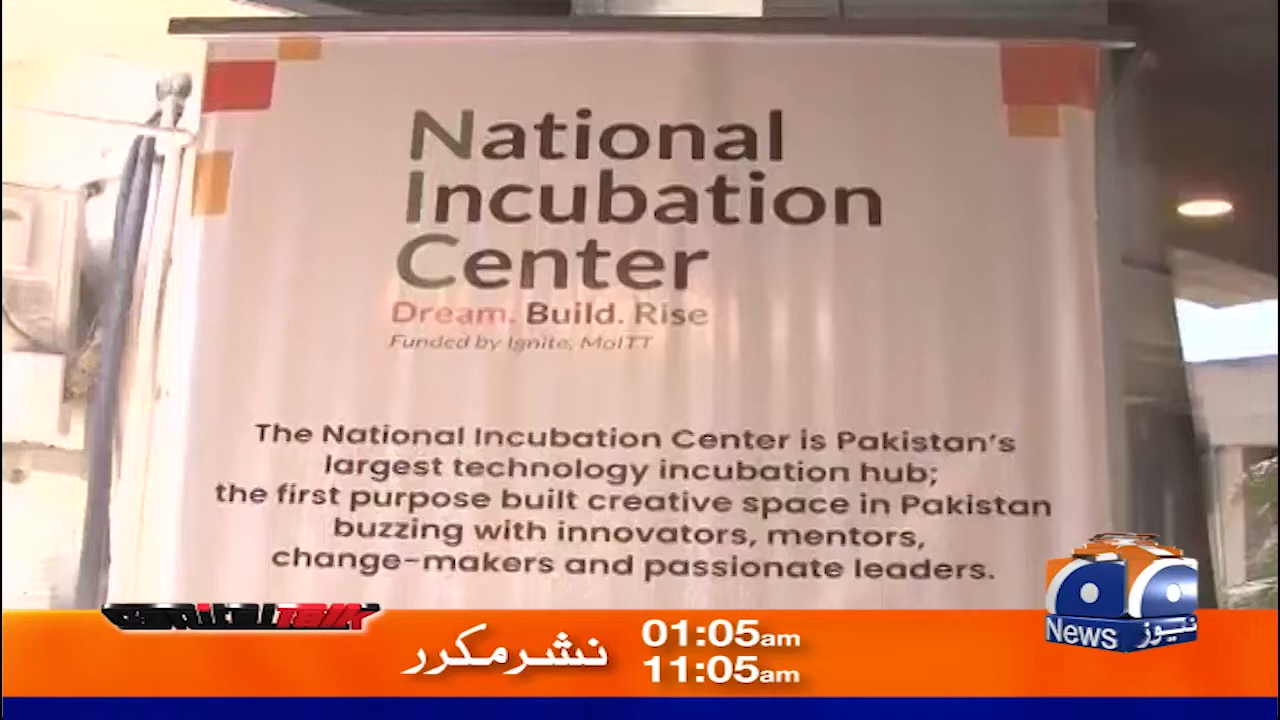 National
Incubation
Center
Dream. Build. Rise
Funded by Ignite, MoITT
The National Incubation Center is Pakistan's
largest technology incubation hub;
the first purpose built creative space in Pakistan
buzzing with innovators, mentors,
change-makers and passionate leaders.
Capital Talk
نشر مکرر
01:05am
11:05am
News نیوز